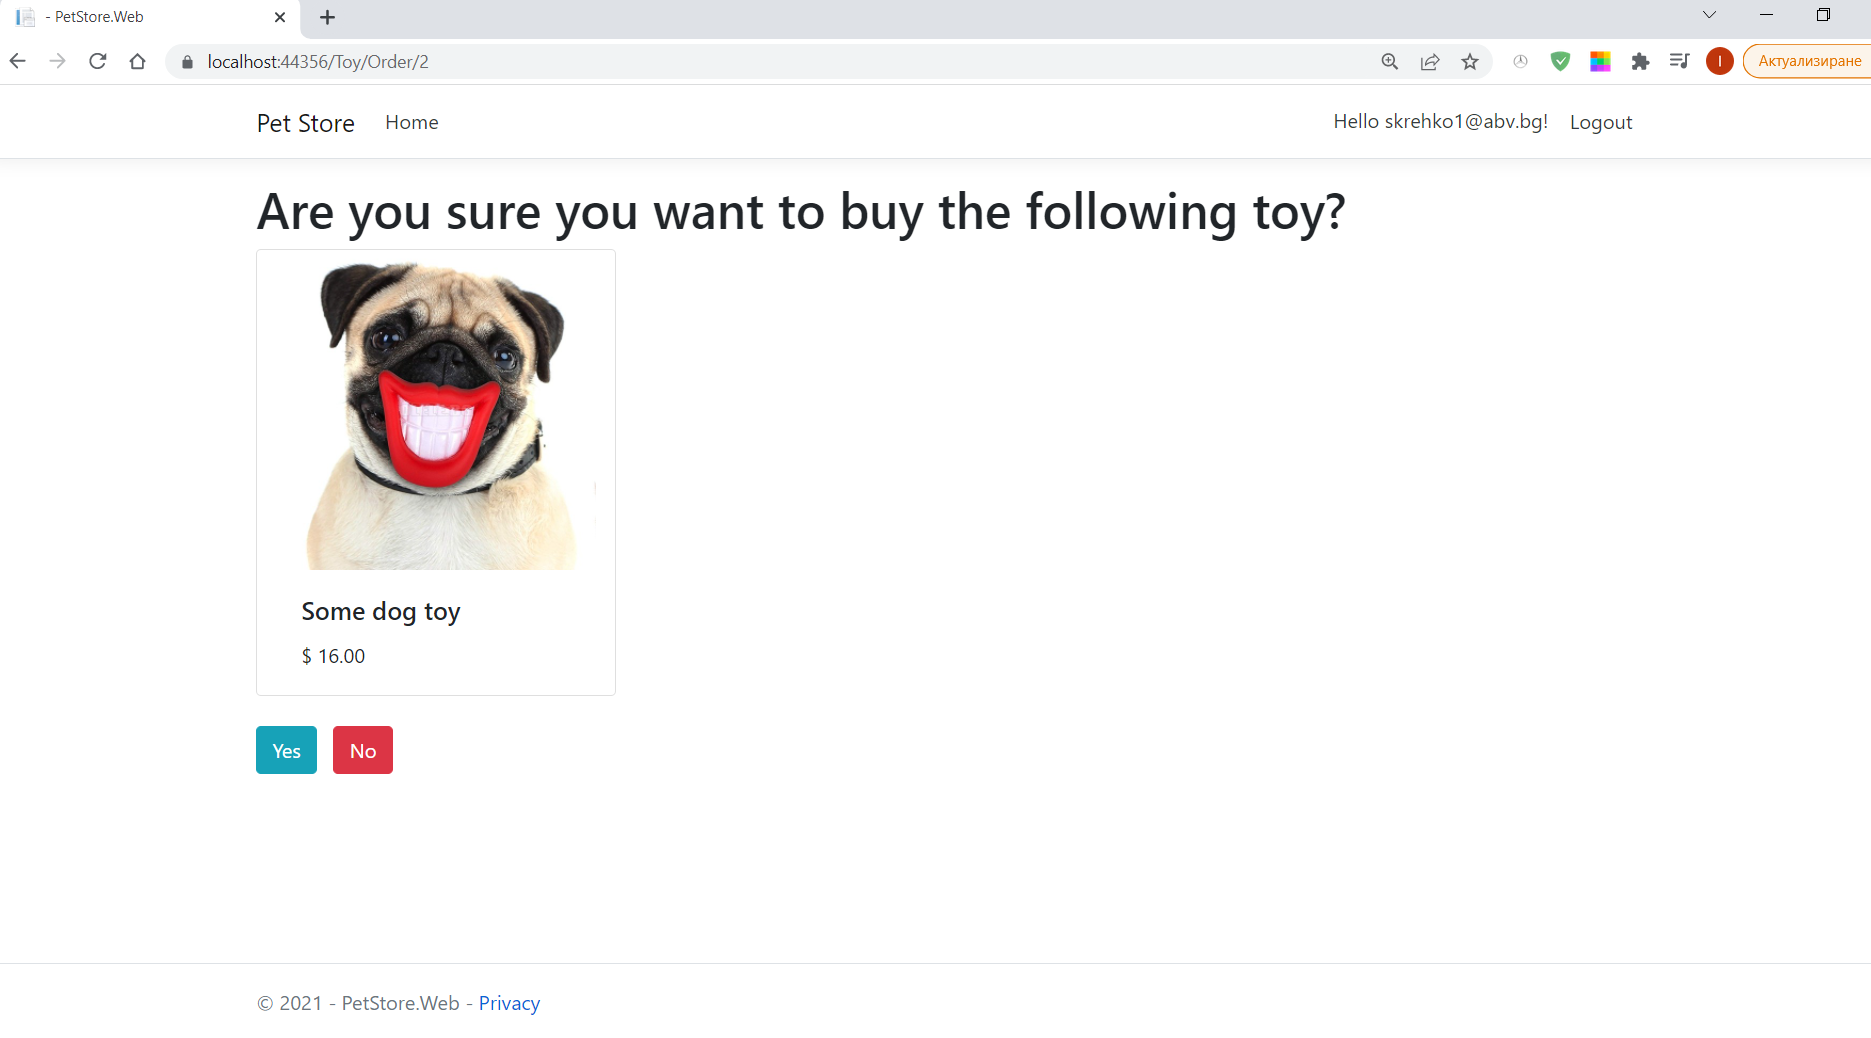 - PetStore.Web
localhost:44356/Toy/Order/2
I
Актуализиране
Pet Store Home Hello skrehko1@abv.bg! Logout
Are you sure you want to buy the following toy?
Some dog toy
$ 16.00
Yes No
© 2021 - PetStore.Web - Privacy